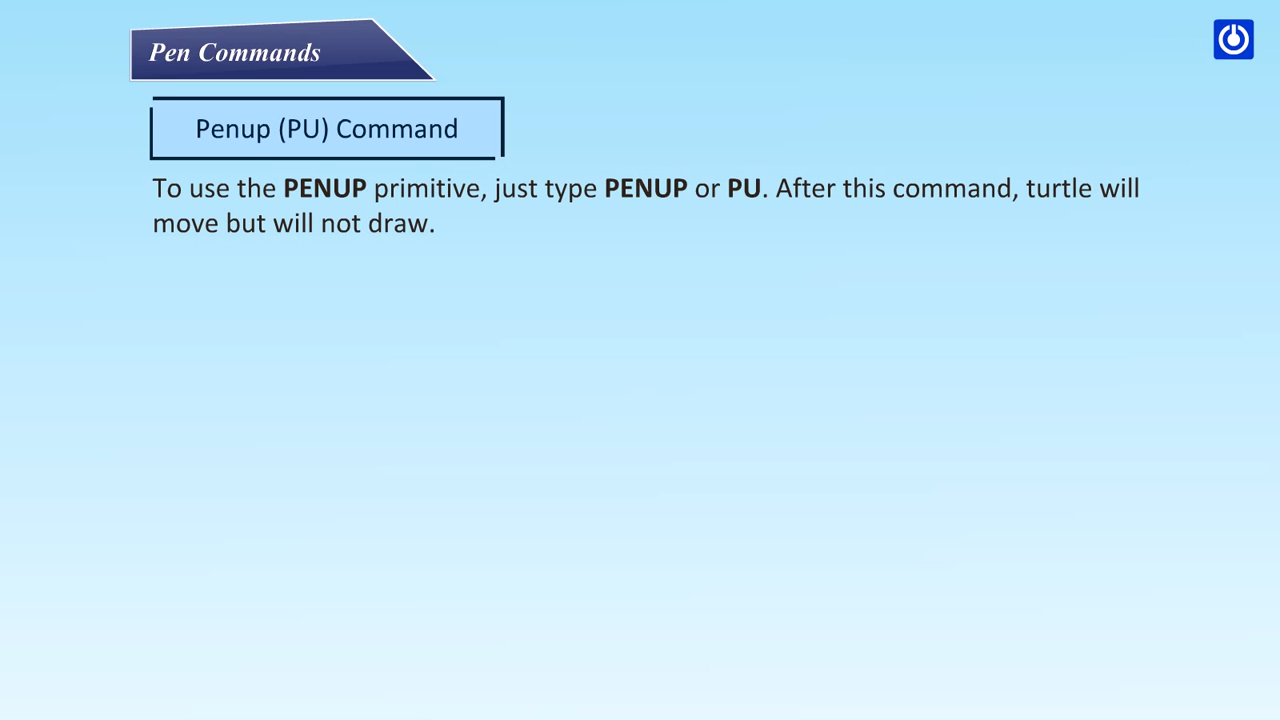 Pen Commands
Penup (PU) Command
To use the PENUP primitive, just type PENUP or PU. After this command, turtle will
move but will not draw.